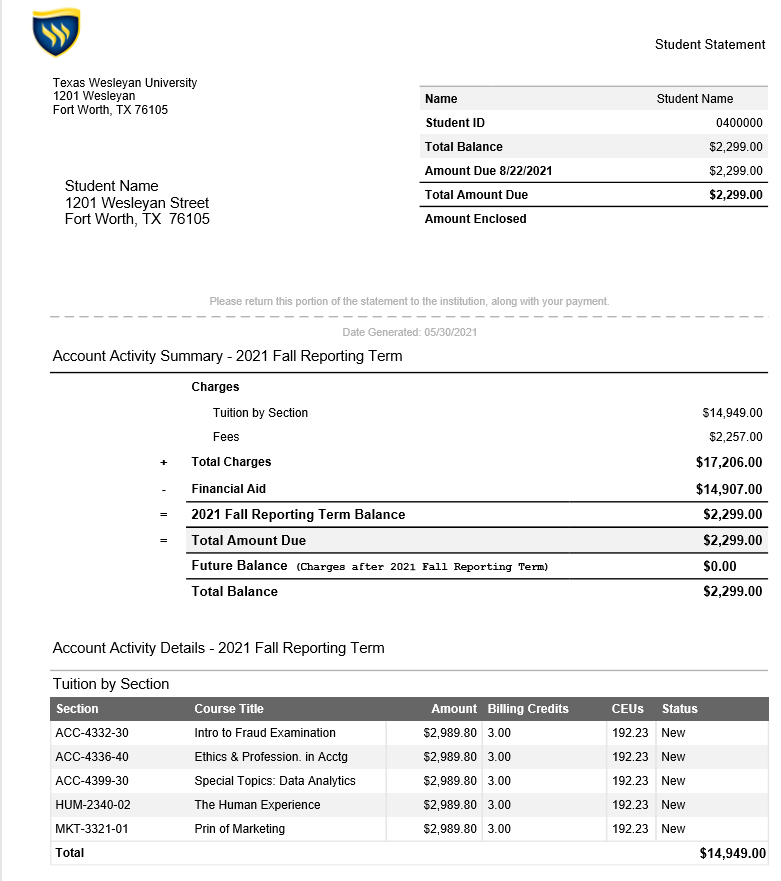 Student Statement
Texas Wesleyan University
1201 Wesleyan
Fort Worth, TX 76105
Name Student Name
Student ID 0400000
Total Balance $2,299.00
Amount Due 8/22/2021 $2,299.00
Total Amount Due $2,299.00
Amount Enclosed
Student Name
1201 Wesleyan Street
Fort Worth, TX 76105
Please return this portion of the statement to the institution, along with your payment.
Date Generated: 05/30/2021
Account Activity Summary - 2021 Fall Reporting Term
Charges
Tuition by Section $14,949.00
Fees $2,257.00
+ Total Charges $17,206.00
- Financial Aid $14,907.00
= 2021 Fall Reporting Term Balance $2,299.00
= Total Amount Due $2,299.00
Future Balance (Charges after 2021 Fall Reporting Term) $0.00
Total Balance $2,299.00
Account Activity Details - 2021 Fall Reporting Term
Tuition by Section
Section Course Title Amount Billing Credits CEUs Status
ACC-4332-30 Intro to Fraud Examination $2,989.80 3.00 192.23 New
ACC-4336-40 Ethics & Profession. in Acctg $2,989.80 3.00 192.23 New
ACC-4399-30 Special Topics: Data Analytics $2,989.80 3.00 192.23 New
HUM-2340-02 The Human Experience $2,989.80 3.00 192.23 New
MKT-3321-01 Prin of Marketing $2,989.80 3.00 192.23 New
Total $14,949.00